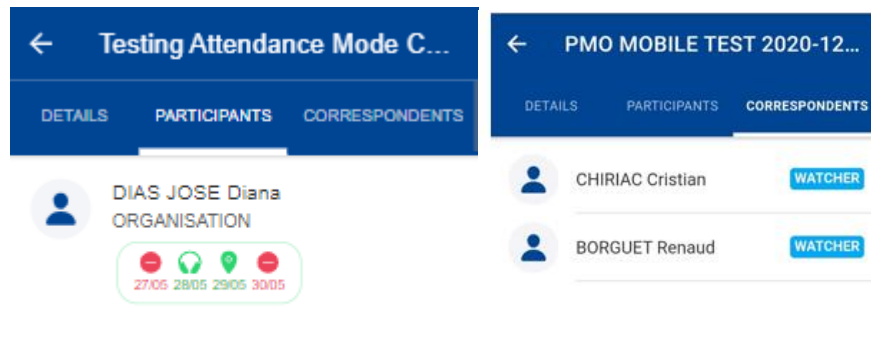 Testing Attendance Mode C...
DETAILS PARTICIPANTS CORRESPONDENTS
DIAS JOSE Diana
ORGANISATION
27/05 28/05 29/05 30/05
PMO MOBILE TEST 2020-12...
DETAILS PARTICIPANTS CORRESPONDENTS
CHIRIAC Cristian WATCHER
BORGUET Renaud WATCHER